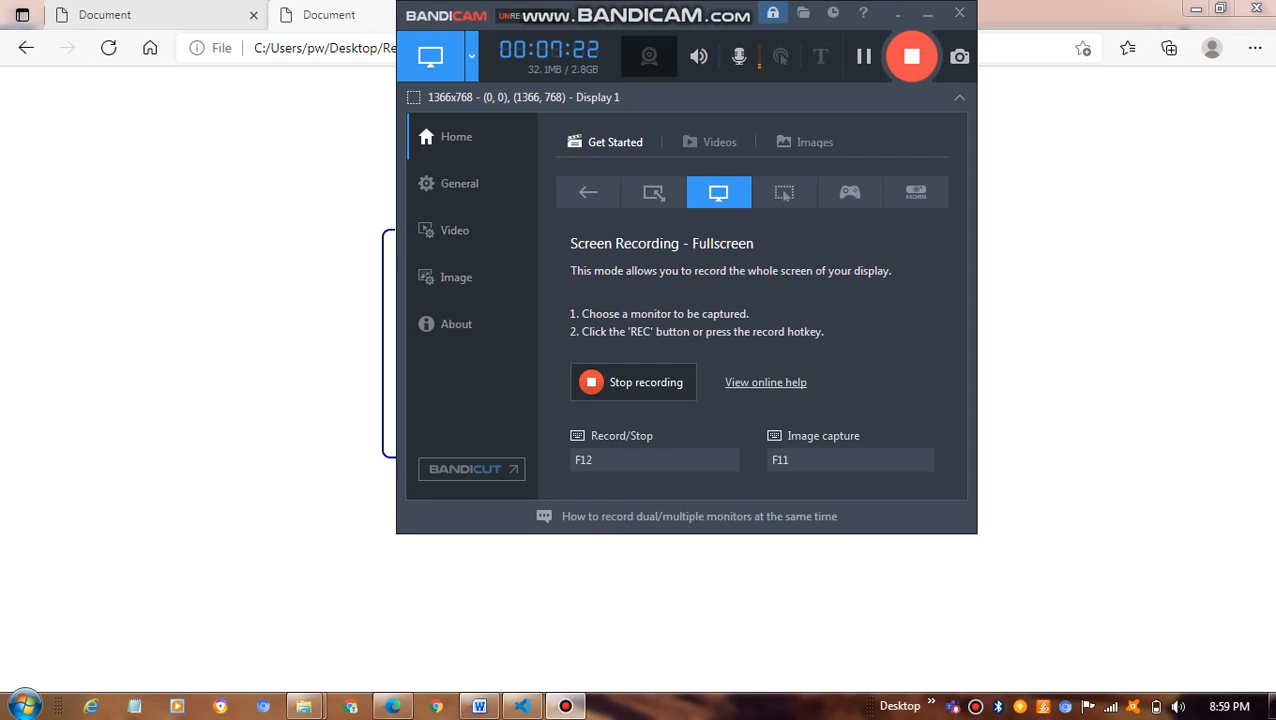 Document
Document
File
C:/Users/pw/Desktop/Re
BANDICAM
UNRE
www.BANDICAM.com
00:07:22
32.1MB / 2.8GB
1366x768 - (0, 0), (1366, 768) - Display 1
Home
General
Video
Image
About
BANDICUT
Get Started
Videos
Images
HDMI
Screen Recording - Fullscreen
This mode allows you to record the whole screen of your display.
1. Choose a monitor to be captured.
2. Click the 'REC' button or press the record hotkey.
Stop recording
View online help
Record/Stop
Image capture
F12
F11
How to record dual/multiple monitors at the same time
Desktop
8:59 PM